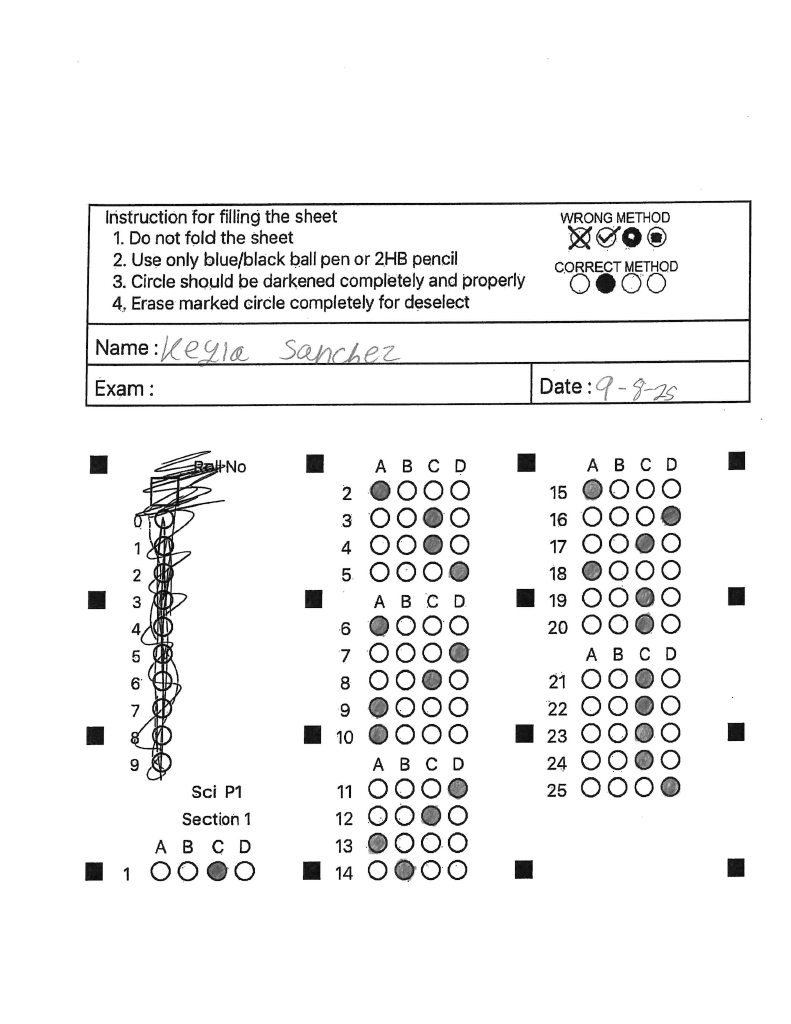 Instruction for filling the sheet
1. Do not fold the sheet
2. Use only blue/black ball pen or 2HB pencil
3. Circle should be darkened completely and properly
4. Erase marked circle completely for deselect
WRONG METHOD
CORRECT METHOD
Name : Keyla Sanchez
Exam :
Date : 9-8-25
Roll No
0
1
2
3
4
5
6
7
8
9
Sci P1
Section 1
A B C D
1
A B C D
2
3
4
5
A B C D
6
7
8
9
10
A B C D
11
12
13
14
A B C D
15
16
17
18
19
20
A B C D
21
22
23
24
25